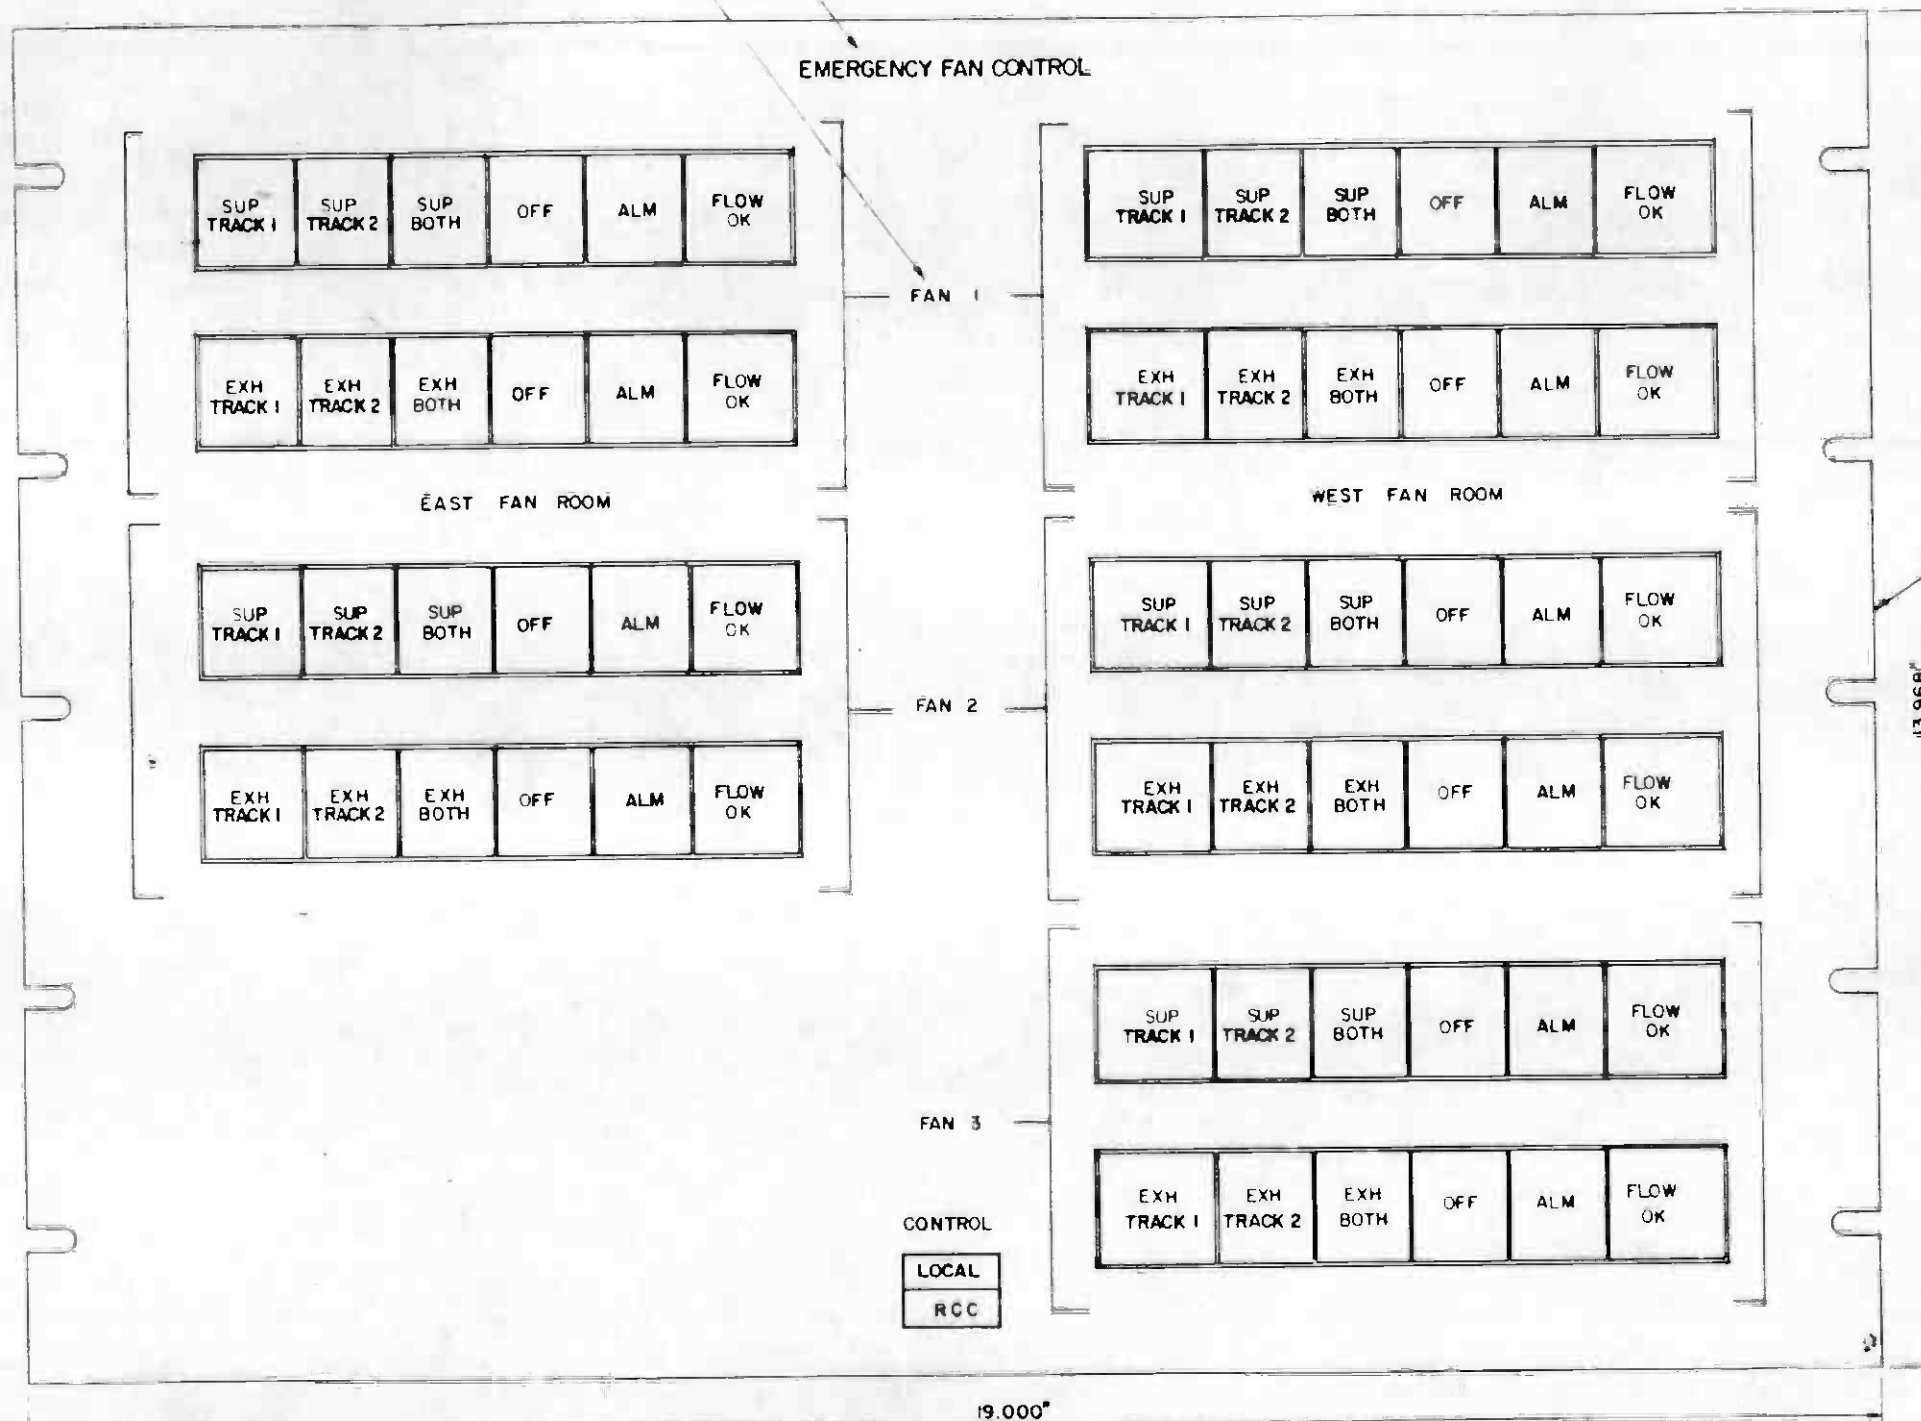 EMERGENCY FAN CONTROL
SUP TRACK 1
SUP TRACK 2
SUP BOTH
OFF
ALM
FLOW OK
SUP TRACK 1
SUP TRACK 2
SUP BOTH
OFF
ALM
FLOW OK
FAN 1
EXH TRACK 1
EXH TRACK 2
EXH BOTH
OFF
ALM
FLOW OK
EXH TRACK 1
EXH TRACK 2
EXH BOTH
OFF
ALM
FLOW OK
EAST FAN ROOM
WEST FAN ROOM
SUP TRACK 1
SUP TRACK 2
SUP BOTH
OFF
ALM
FLOW OK
SUP TRACK 1
SUP TRACK 2
SUP BOTH
OFF
ALM
FLOW OK
FAN 2
EXH TRACK 1
EXH TRACK 2
EXH BOTH
OFF
ALM
FLOW OK
EXH TRACK 1
EXH TRACK 2
EXH BOTH
OFF
ALM
FLOW OK
13.968"
SUP TRACK 1
SUP TRACK 2
SUP BOTH
OFF
ALM
FLOW OK
FAN 3
EXH TRACK 1
EXH TRACK 2
EXH BOTH
OFF
ALM
FLOW OK
CONTROL
LOCAL
RCC
19.000"